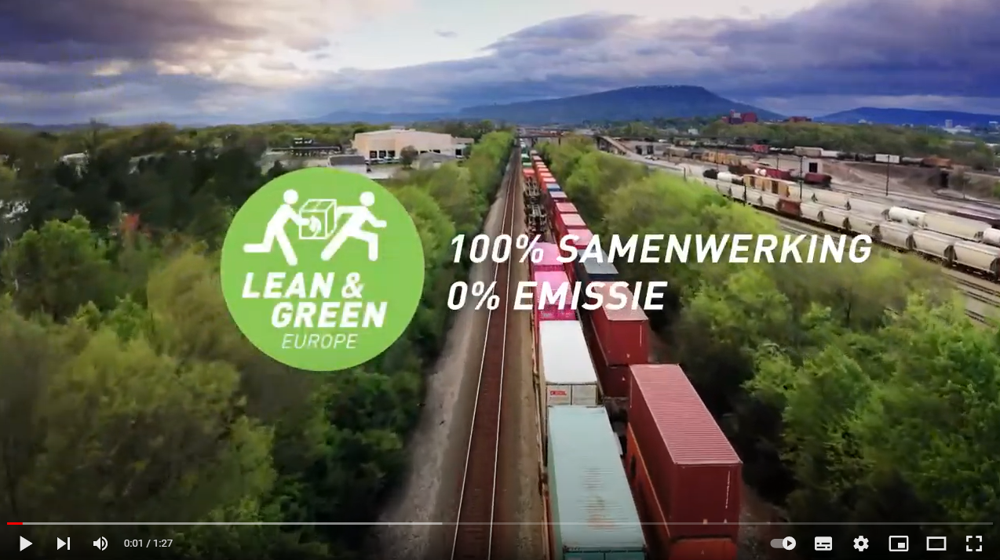 LEAN &
GREEN
EUROPE
100% SAMENWERKING
0% EMISSIE
0:01 / 1:27